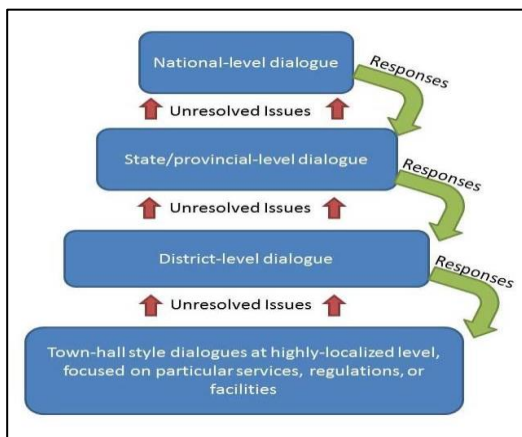 National-level dialogue
Responses
Unresolved Issues
State/provincial-level dialogue
Responses
Unresolved Issues
District-level dialogue
Responses
Unresolved Issues
Town-hall style dialogues at highly-localized level,
focused on particular services, regulations, or
facilities